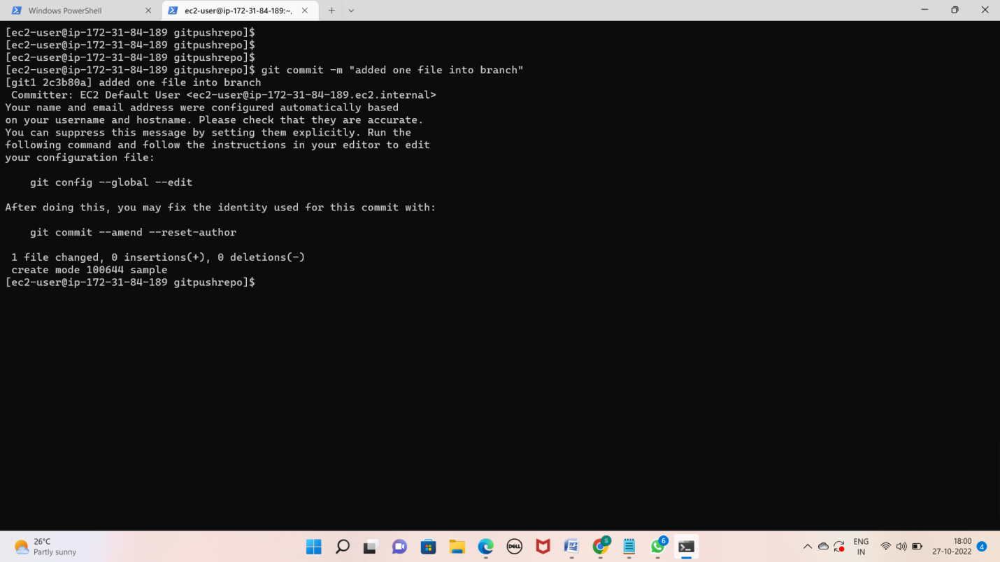 Windows PowerShell
ec2-user@ip-172-31-84-189:~,
[ec2-user@ip-172-31-84-189 gitpushrepo]$
[ec2-user@ip-172-31-84-189 gitpushrepo]$
[ec2-user@ip-172-31-84-189 gitpushrepo]$
[ec2-user@ip-172-31-84-189 gitpushrepo]$ git commit -m "added one file into branch"
[git1 2c3b80a] added one file into branch
 Committer: EC2 Default User <ec2-user@ip-172-31-84-189.ec2.internal>
Your name and email address were configured automatically based
on your username and hostname. Please check that they are accurate.
You can suppress this message by setting them explicitly. Run the
following command and follow the instructions in your editor to edit
your configuration file:
    git config --global --edit
After doing this, you may fix the identity used for this commit with:
    git commit --amend --reset-author
 1 file changed, 0 insertions(+), 0 deletions(-)
 create mode 100644 sample
[ec2-user@ip-172-31-84-189 gitpushrepo]$
26°C
Partly sunny
DELL
W
S
6
ENG
IN
18:00
27-10-2022
4